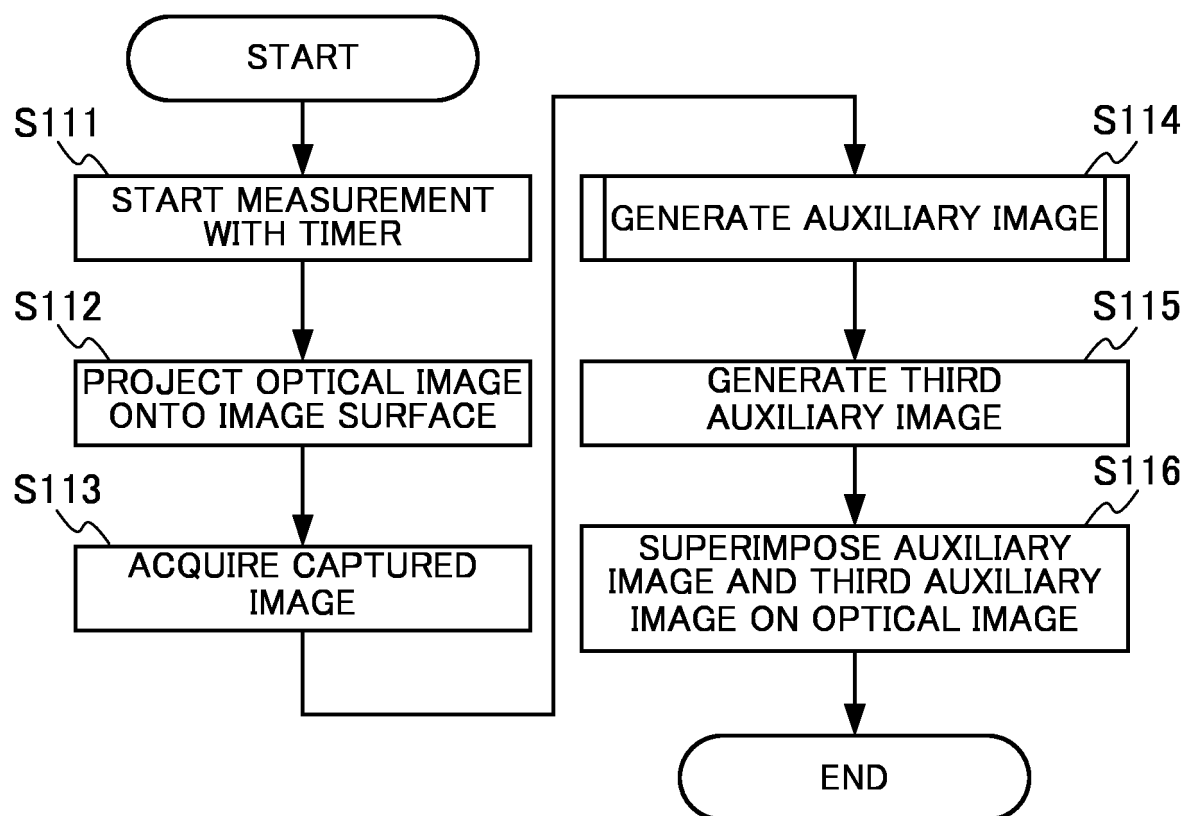 START
S111
START MEASUREMENT
WITH TIMER
S112
PROJECT OPTICAL IMAGE
ONTO IMAGE SURFACE
S113
ACQUIRE CAPTURED
IMAGE
S114
GENERATE AUXILIARY IMAGE
S115
GENERATE THIRD
AUXILIARY IMAGE
S116
SUPERIMPOSE AUXILIARY
IMAGE AND THIRD AUXILIARY
IMAGE ON OPTICAL IMAGE
END